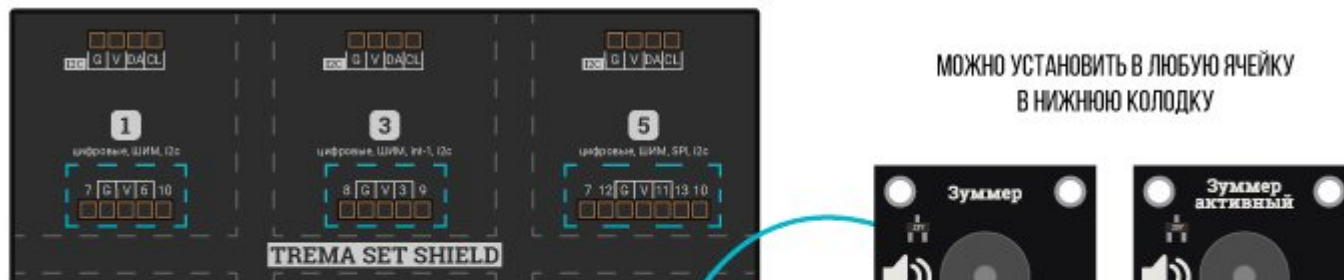 I2C G V DA CL
I2C G V DA CL
I2C G V DA CL
МОЖНО УСТАНОВИТЬ В ЛЮБУЮ ЯЧЕЙКУ
В НИЖНЮЮ КОЛОДКУ
1
3
5
цифровые, ШИМ, I2c
цифровые, ШИМ, Int-1, I2c
цифровые, ШИМ, SPI, I2c
7 G V 6 10
8 G V 3 9
7 12 G V 11 13 10
TREMA SET SHIELD
Зуммер
Зуммер
активный